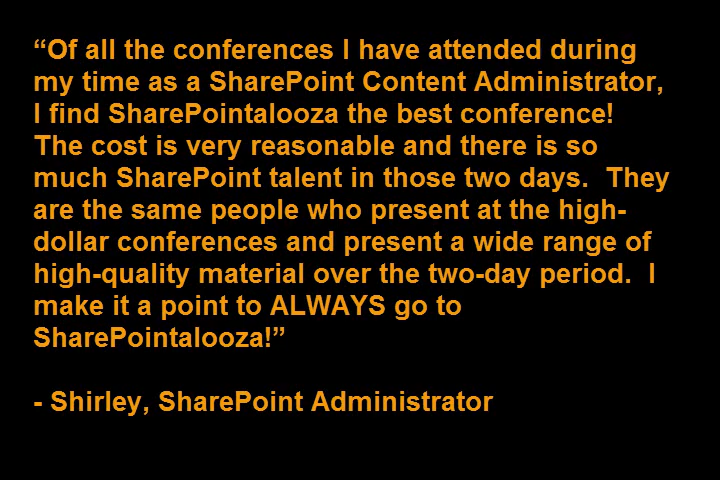 “Of all the conferences I have attended during
my time as a SharePoint Content Administrator,
I find SharePointalooza the best conference!
The cost is very reasonable and there is so
much SharePoint talent in those two days.  They
are the same people who present at the high-
dollar conferences and present a wide range of
high-quality material over the two-day period.  I
make it a point to ALWAYS go to
SharePointalooza!”
- Shirley, SharePoint Administrator